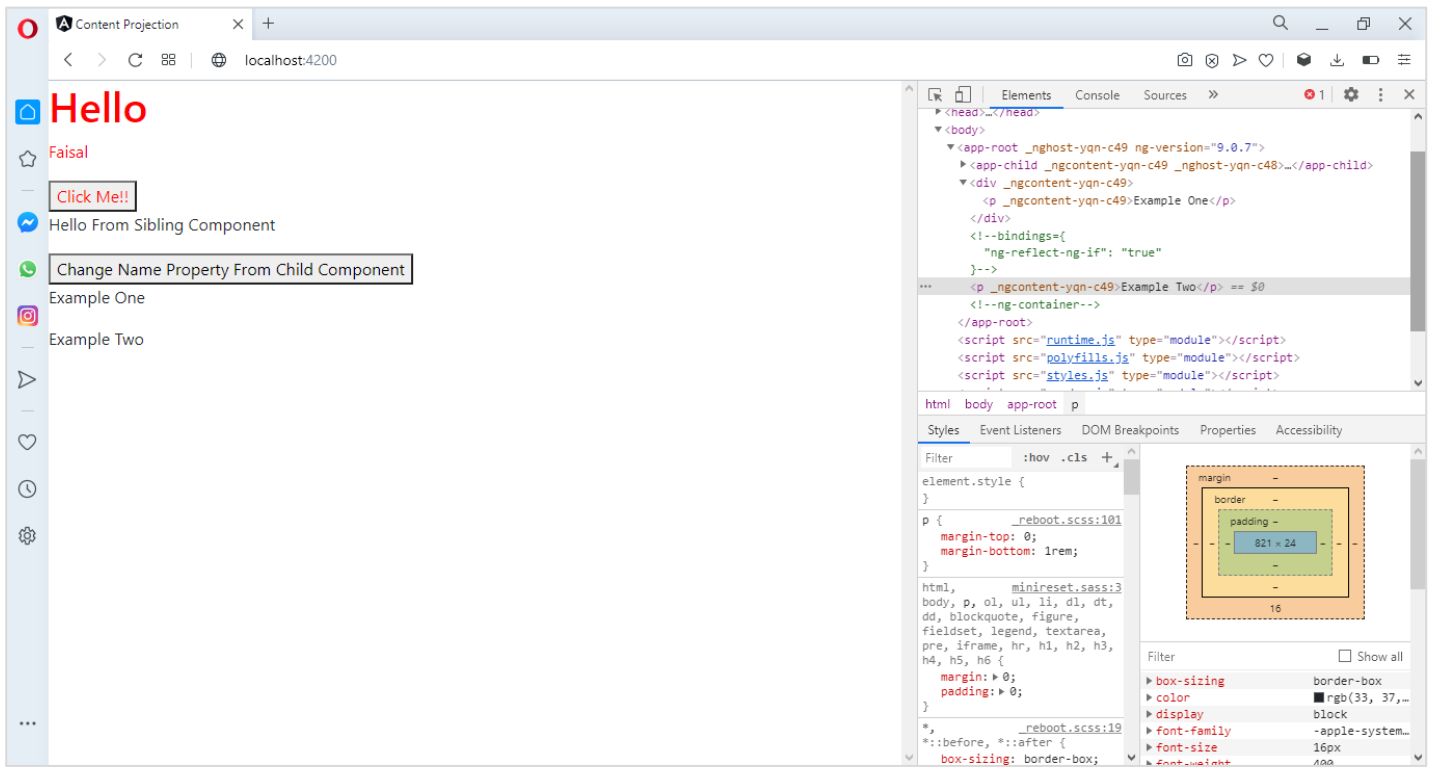 Content Projection
localhost:4200
Hello
Faisal
Click Me!!
Hello From Sibling Component
Change Name Property From Child Component
Example One
Example Two
Elements Console Sources » 1
▶<head>…</head>
▼<body>
▼<app-root _nghost-yqn-c49 ng-version="9.0.7">
▶<app-child _ngcontent-yqn-c49 _nghost-yqn-c48>…</app-child>
▼<div _ngcontent-yqn-c49>
<p _ngcontent-yqn-c49>Example One</p>
</div>
<!--bindings={
"ng-reflect-ng-if": "true"
}-->
<p _ngcontent-yqn-c49>Example Two</p> == $0
<!--ng-container-->
</app-root>
<script src="runtime.js" type="module"></script>
<script src="polyfills.js" type="module"></script>
<script src="styles.js" type="module"></script>
html body app-root p
Styles Event Listeners DOM Breakpoints Properties Accessibility
Filter :hov .cls +
element.style {
}
p { _reboot.scss:101
margin-top: 0;
margin-bottom: 1rem;
}
html, minireset.sass:3
body, p, ol, ul, li, dl, dt,
dd, blockquote, figure,
fieldset, legend, textarea,
pre, iframe, hr, h1, h2, h3,
h4, h5, h6 {
margin:▶0;
padding:▶0;
}
*, _reboot.scss:19
*::before, *::after {
box-sizing: border-box;
margin –
border –
padding –
– – – 821 × 24 – – –
–
–
16
Filter Show all
▶box-sizing border-box
▶color rgb(33, 37,…
▶display block
▶font-family -apple-system…
▶font-size 16px
▶font-weight 400